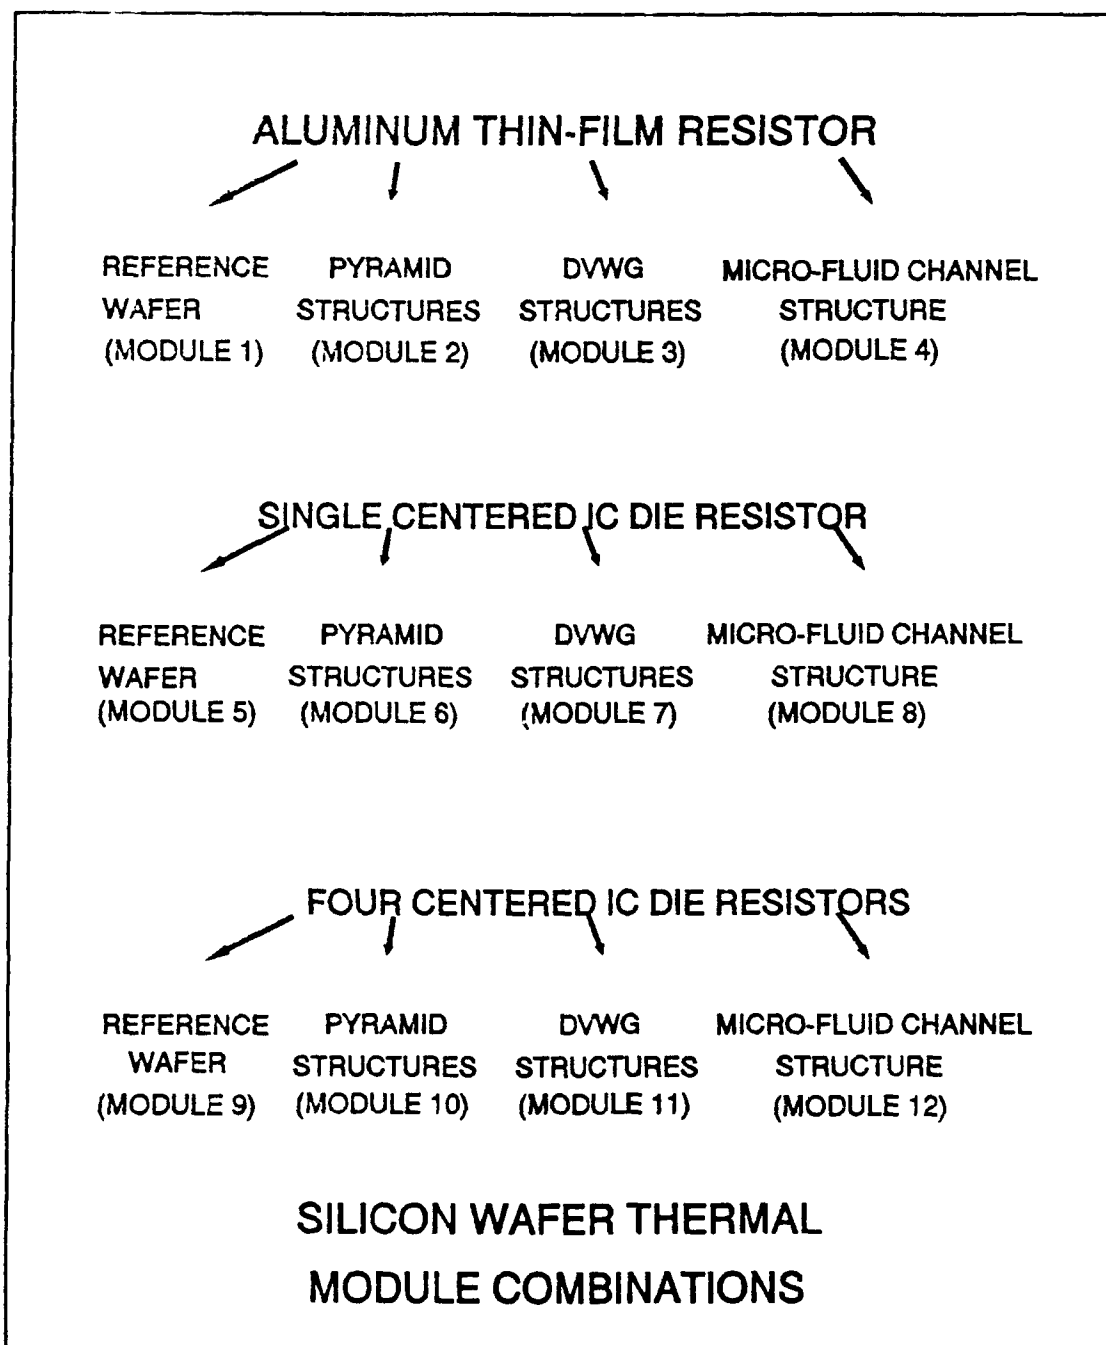 ALUMINUM THIN-FILM RESISTOR
REFERENCE PYRAMID DVWG MICRO-FLUID CHANNEL
WAFER STRUCTURES STRUCTURES STRUCTURE
(MODULE 1) (MODULE 2) (MODULE 3) (MODULE 4)
SINGLE CENTERED IC DIE RESISTOR
REFERENCE PYRAMID DVWG MICRO-FLUID CHANNEL
WAFER STRUCTURES STRUCTURES STRUCTURE
(MODULE 5) (MODULE 6) (MODULE 7) (MODULE 8)
FOUR CENTERED IC DIE RESISTORS
REFERENCE PYRAMID DVWG MICRO-FLUID CHANNEL
WAFER STRUCTURES STRUCTURES STRUCTURE
(MODULE 9) (MODULE 10) (MODULE 11) (MODULE 12)
SILICON WAFER THERMAL
MODULE COMBINATIONS